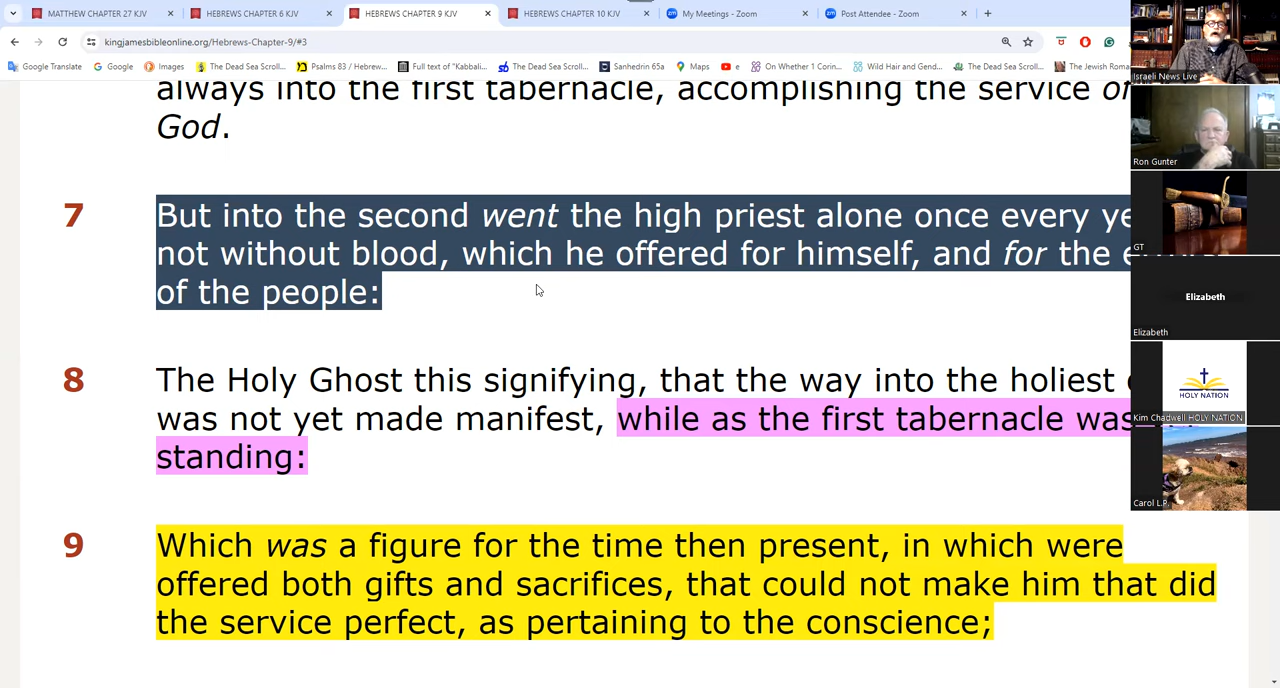 MATTHEW CHAPTER 27 KJV
HEBREWS CHAPTER 6 KJV
HEBREWS CHAPTER 9 KJV
HEBREWS CHAPTER 10 KJV
My Meetings - Zoom
Post Attendee - Zoom
kingjamesbibleonline.org/Hebrews-Chapter-9/#3
Google Translate
Google
Images
The Dead Sea Scroll...
Psalms 83 / Hebrew...
Full text of "Kabbali...
The Dead Sea Scroll...
Sanhedrin 65a
Maps
e
On Whether 1 Corin...
Wild Hair and Gend...
The Dead Sea Scroll...
The Jewish Roma
always into the first tabernacle, accomplishing the service of
God.
7 But into the second went the high priest alone once every ye
not without blood, which he offered for himself, and for the
of the people:
8 The Holy Ghost this signifying, that the way into the holiest
was not yet made manifest, while as the first tabernacle was
standing:
9 Which was a figure for the time then present, in which were
offered both gifts and sacrifices, that could not make him that did
the service perfect, as pertaining to the conscience;
Israeli News Live
Ron Gunter
GT
Elizabeth
Elizabeth
HOLY NATION
Kim Chadwell HOLY NATION
Carol L.P.